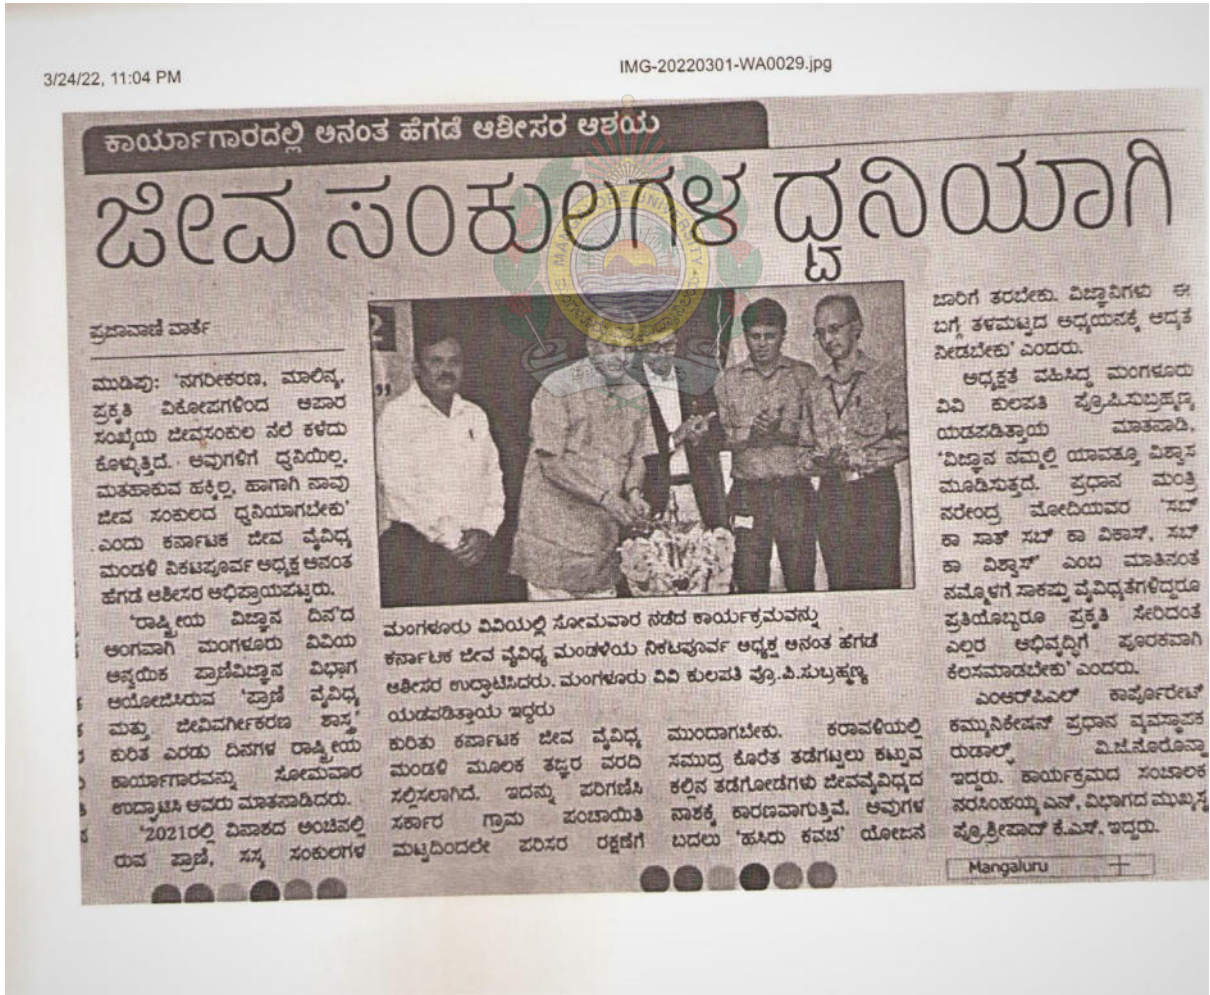 3/24/22, 11:04 PM
IMG-20220301-WA0029.jpg
ಕಾರ್ಯಾಗಾರದಲ್ಲಿ ಅನಂತ ಹೆಗಡೆ ಆಶೀಸರ ಆಶಯ
ಜೀವ ಸಂಕುಲಗಳ ಧ್ವನಿಯಾಗಿ
ಪ್ರಜಾವಾಣಿ ವಾರ್ತೆ
ಮುಡಿಪು: ‘ನಗರೀಕರಣ, ಮಾಲಿನ್ಯ,
ಪ್ರಕೃತಿ ವಿಕೋಪಗಳಿಂದ ಅಪಾರ
ಸಂಖ್ಯೆಯ ಜೀವಸಂಕುಲ ನೆಲೆ ಕಳೆದು
ಕೊಳ್ಳುತ್ತಿದೆ. ಅವುಗಳಿಗೆ ಧ್ವನಿಯಿಲ್ಲ,
ಮತಹಾಕುವ ಹಕ್ಕಿಲ್ಲ, ಹಾಗಾಗಿ ನಾವು
ಜೀವ ಸಂಕುಲದ ಧ್ವನಿಯಾಗಬೇಕು’
ಎಂದು ಕರ್ನಾಟಕ ಜೀವ ವೈವಿಧ್ಯ
ಮಂಡಳಿ ನಿಕಟಪೂರ್ವ ಅಧ್ಯಕ್ಷ ಅನಂತ
ಹೆಗಡೆ ಆಶೀಸರ ಅಭಿಪ್ರಾಯಪಟ್ಟರು.
‘ರಾಷ್ಟ್ರೀಯ ವಿಜ್ಞಾನ ದಿನ’ದ
ಅಂಗವಾಗಿ ಮಂಗಳೂರು ವಿವಿಯ
ಅನ್ವಯಿಕ ಪ್ರಾಣಿವಿಜ್ಞಾನ ವಿಭಾಗ
ಆಯೋಜಿಸಿರುವ ‘ಪ್ರಾಣಿ ವೈವಿಧ್ಯ
ಮತ್ತು ಜೀವಿವರ್ಗೀಕರಣ ಶಾಸ್ತ್ರ’
ಕುರಿತ ಎರಡು ದಿನಗಳ ರಾಷ್ಟ್ರೀಯ
ಕಾರ್ಯಾಗಾರವನ್ನು ಸೋಮವಾರ
ಉದ್ಘಾಟಿಸಿ ಅವರು ಮಾತನಾಡಿದರು.
‘2021ರಲ್ಲಿ ವಿನಾಶದ ಅಂಚಿನಲ್ಲಿ
ರುವ ಪ್ರಾಣಿ, ಸಸ್ಯ ಸಂಕುಲಗಳ
ಮಂಗಳೂರು ವಿವಿಯಲ್ಲಿ ಸೋಮವಾರ ನಡೆದ ಕಾರ್ಯಕ್ರಮವನ್ನು
ಕರ್ನಾಟಕ ಜೀವ ವೈವಿಧ್ಯ ಮಂಡಳಿಯ ನಿಕಟಪೂರ್ವ ಅಧ್ಯಕ್ಷ ಅನಂತ ಹೆಗಡೆ
ಆಶೀಸರ ಉದ್ಘಾಟಿಸಿದರು. ಮಂಗಳೂರು ವಿವಿ ಕುಲಪತಿ ಪ್ರೊ.ಪಿ.ಸುಬ್ರಹ್ಮಣ್ಯ
ಯಡಪಡಿತ್ತಾಯ ಇದ್ದರು
ಕುರಿತು ಕರ್ನಾಟಕ ಜೀವ ವೈವಿಧ್ಯ
ಮಂಡಳಿ ಮೂಲಕ ತಜ್ಞರ ವರದಿ
ಸಲ್ಲಿಸಲಾಗಿದೆ. ಇದನ್ನು ಪರಿಗಣಿಸಿ
ಸರ್ಕಾರ ಗ್ರಾಮ ಪಂಚಾಯಿತಿ
ಮಟ್ಟದಿಂದಲೇ ಪರಿಸರ ರಕ್ಷಣೆಗೆ
ಮುಂದಾಗಬೇಕು. ಕರಾವಳಿಯಲ್ಲಿ
ಸಮುದ್ರ ಕೊರೆತ ತಡೆಗಟ್ಟಲು ಕಟ್ಟುವ
ಕಲ್ಲಿನ ತಡೆಗೋಡೆಗಳು ಜೀವವೈವಿಧ್ಯದ
ನಾಶಕ್ಕೆ ಕಾರಣವಾಗುತ್ತಿವೆ. ಅವುಗಳ
ಬದಲು ‘ಹಸಿರು ಕವಚ’ ಯೋಜನೆ
ಜಾರಿಗೆ ತರಬೇಕು. ವಿಜ್ಞಾನಿಗಳು ಈ
ಬಗ್ಗೆ ತಳಮಟ್ಟದ ಅಧ್ಯಯನಕ್ಕೆ ಆದ್ಯತೆ
ನೀಡಬೇಕು’ ಎಂದರು.
ಅಧ್ಯಕ್ಷತೆ ವಹಿಸಿದ್ದ ಮಂಗಳೂರು
ವಿವಿ ಕುಲಪತಿ ಪ್ರೊ.ಪಿ.ಸುಬ್ರಹ್ಮಣ್ಯ
ಯಡಪಡಿತ್ತಾಯ ಮಾತನಾಡಿ,
‘ವಿಜ್ಞಾನ ನಮ್ಮಲ್ಲಿ ಯಾವತ್ತೂ ವಿಶ್ವಾಸ
ಮೂಡಿಸುತ್ತದೆ. ಪ್ರಧಾನ ಮಂತ್ರಿ
ನರೇಂದ್ರ ಮೋದಿಯವರ ‘ಸಬ್
ಕಾ ಸಾತ್ ಸಬ್ ಕಾ ವಿಕಾಸ್, ಸಬ್
ಕಾ ವಿಶ್ವಾಸ್’ ಎಂಬ ಮಾತಿನಂತೆ
ನಮ್ಮೊಳಗೆ ಸಾಕಷ್ಟು ವೈವಿಧ್ಯತೆಗಳಿದ್ದರೂ
ಪ್ರತಿಯೊಬ್ಬರೂ ಪ್ರಕೃತಿ ಸೇರಿದಂತೆ
ಎಲ್ಲರ ಅಭಿವೃದ್ಧಿಗೆ ಪೂರಕವಾಗಿ
ಕೆಲಸಮಾಡಬೇಕು’ ಎಂದರು.
ಎಂಆರ್‌ಪಿಎಲ್ ಕಾರ್ಪೊರೇಟ್
ಕಮ್ಯುನಿಕೇಷನ್ ಪ್ರಧಾನ ವ್ಯವಸ್ಥಾಪಕ
ರುಡಾಲ್ಫ್ ವಿ.ಜೆ.ನೊರೊನ್ಹಾ
ಇದ್ದರು. ಕಾರ್ಯಕ್ರಮದ ಸಂಚಾಲಕ
ನರಸಿಂಹಯ್ಯ ಎನ್, ವಿಭಾಗದ ಮುಖ್ಯಸ್ಥ
ಪ್ರೊ.ಶ್ರೀಪಾದ್ ಕೆ.ಎಸ್. ಇದ್ದರು.
Mangaluru
MANGALORE UNIVERSITY